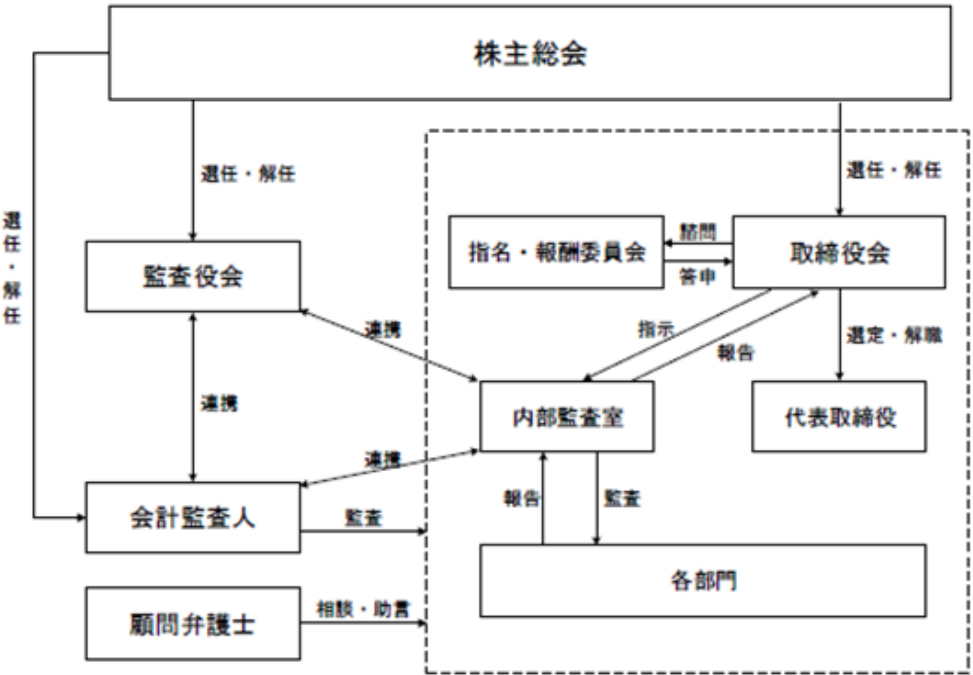 株主総会
選任・解任
選任・解任
選任・解任
監査役会
指名・報酬委員会
諮問
答申
取締役会
連携
指示
報告
選定・解職
連携
内部監査室
代表取締役
連携
会計監査人
監査
報告
監査
各部門
顧問弁護士
相談・助言